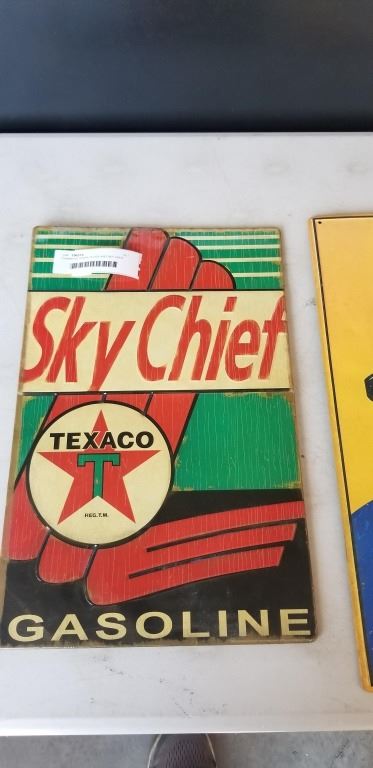 Sky Chief
TEXACO
T
REG. T.M.
GASOLINE